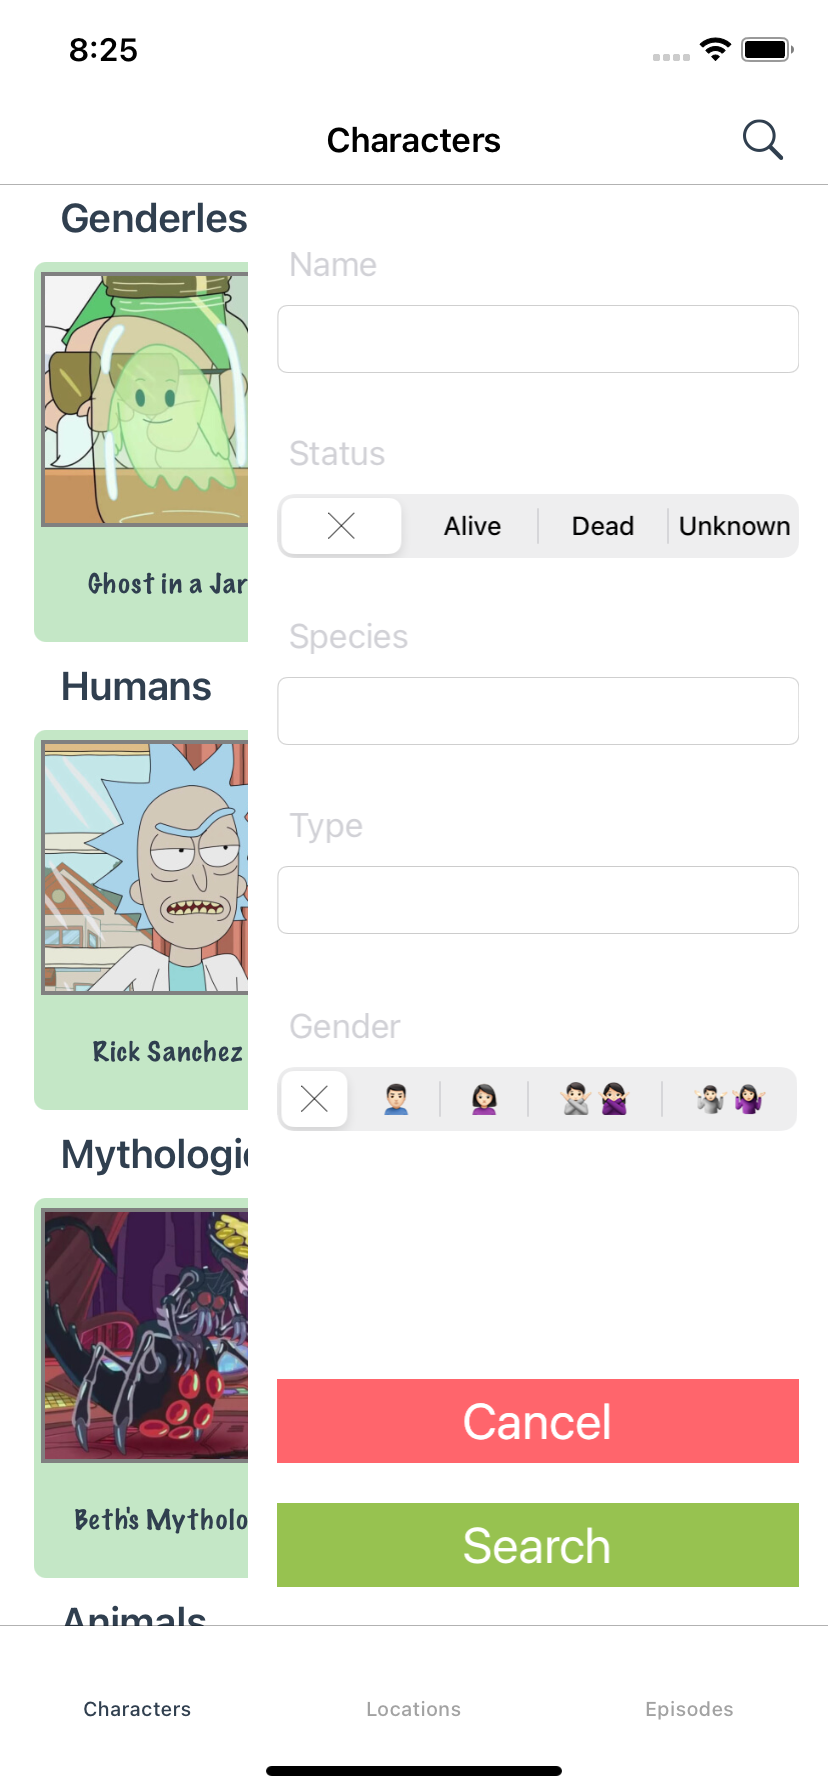 8:25
Characters
Genderles
Ghost in a Jar
Humans
Rick Sanchez
Mythologi
Beth's Mytholo
Animals
Name
Status
Alive Dead Unknown
Species
Type
Gender
Cancel
Search
Characters Locations Episodes